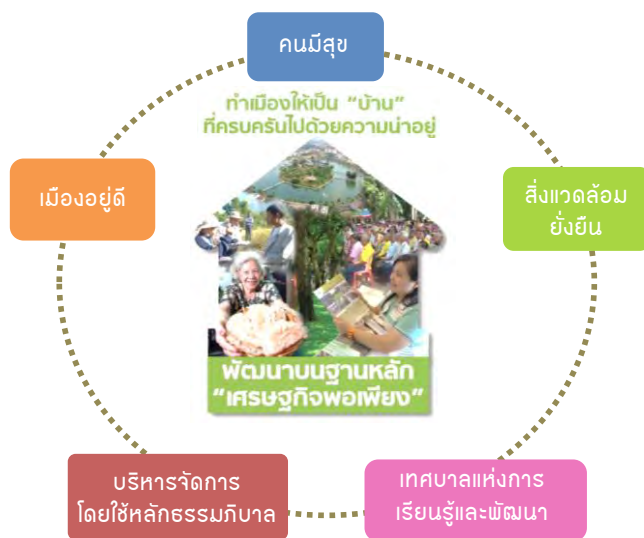 คนมีสุข
ทำเมืองให้เป็น “บ้าน”
ที่ครบครันไปด้วยความน่าอยู่
เมืองอยู่ดี
สิ่งแวดล้อม
ยั่งยืน
พัฒนาบนฐานหลัก
“เศรษฐกิจพอเพียง”
บริหารจัดการ
โดยใช้หลักธรรมภิบาล
เทศบาลแห่งการ
เรียนรู้และพัฒนา